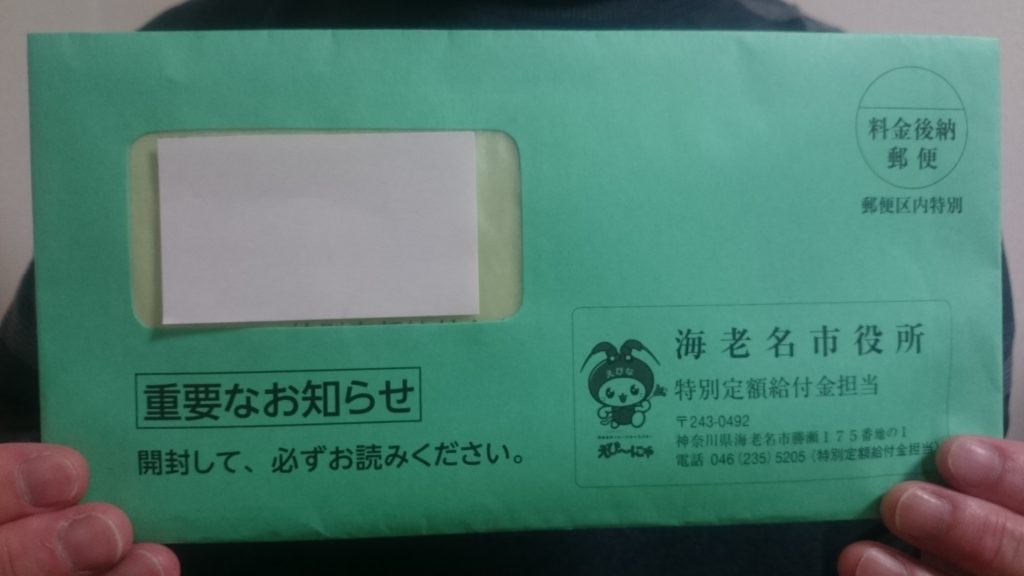 料金後納
郵便
郵便区内特別
重要なお知らせ
開封して、必ずお読みください。
海老名市役所
えびな
特別定額給付金担当
〒243-0492
神奈川県海老名市勝瀬175番地の1
電話 046(235)5205(特別定額給付金担当)
えび~にゃ